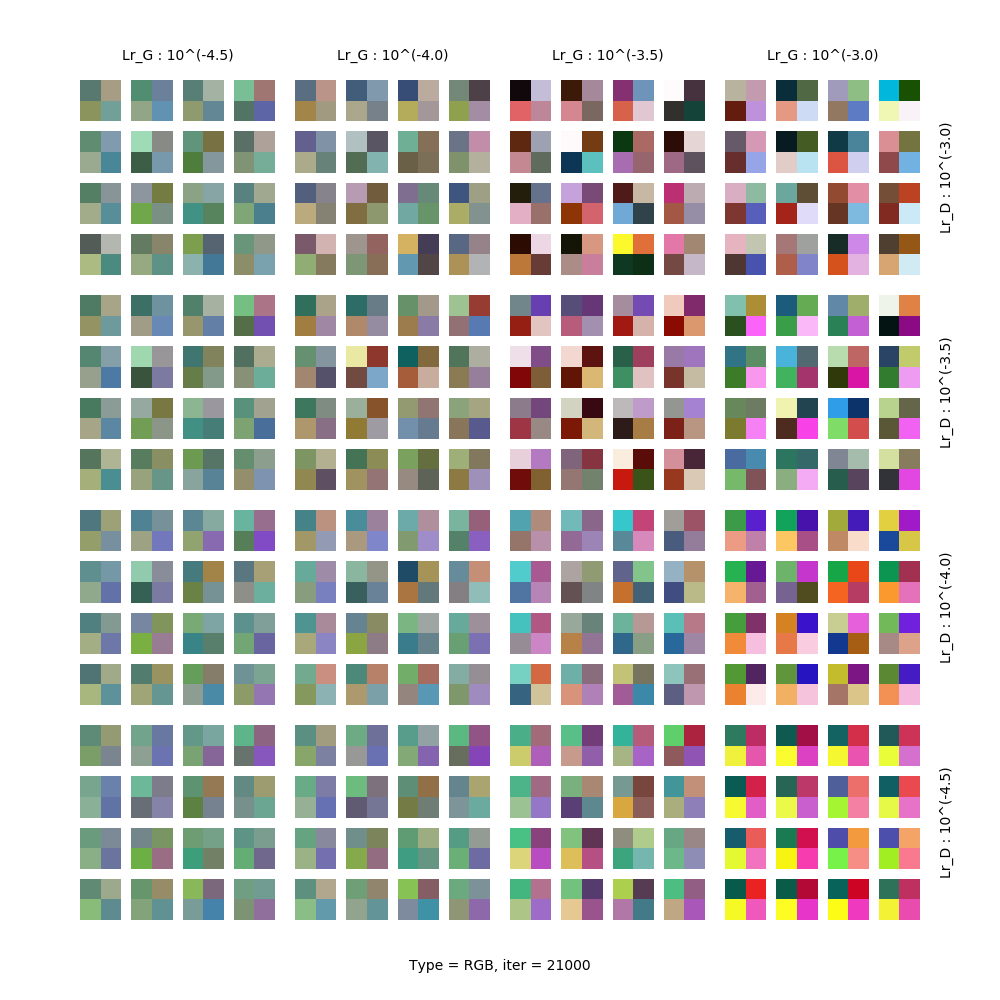 Lr_G : 10^(-4.5)
Lr_G : 10^(-4.0)
Lr_G : 10^(-3.5)
Lr_G : 10^(-3.0)
Lr_D : 10^(-3.0)
Lr_D : 10^(-3.5)
Lr_D : 10^(-4.0)
Lr_D : 10^(-4.5)
Type = RGB, iter = 21000